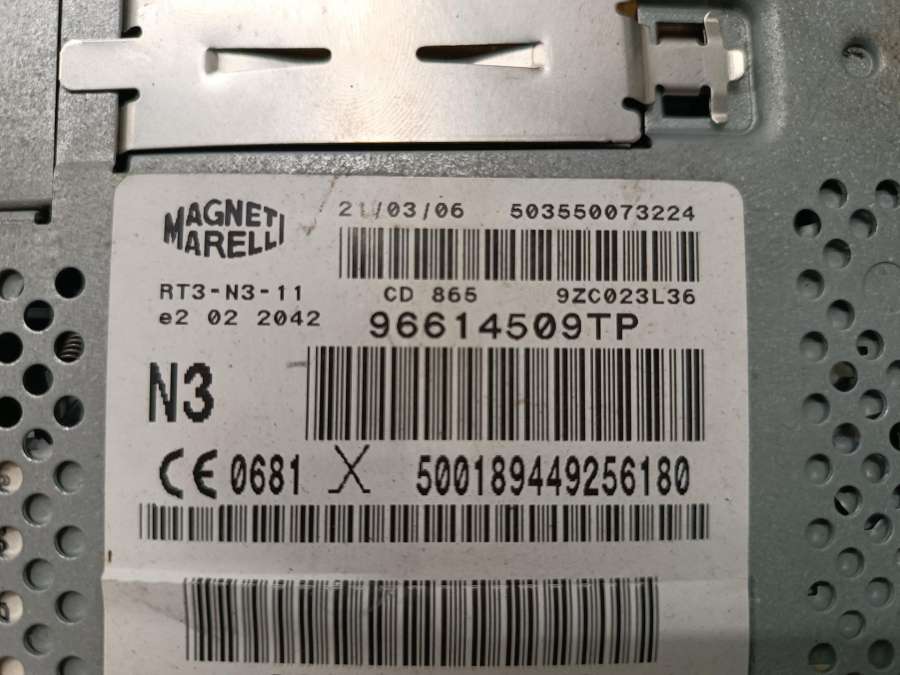 MAGNETI
MARELLI
21/03/06 503550073224
RT3-N3-11 CD 865 9ZC023L36
e2 02 2042 96614509TP
N3
CE 0681 X 500189449256180